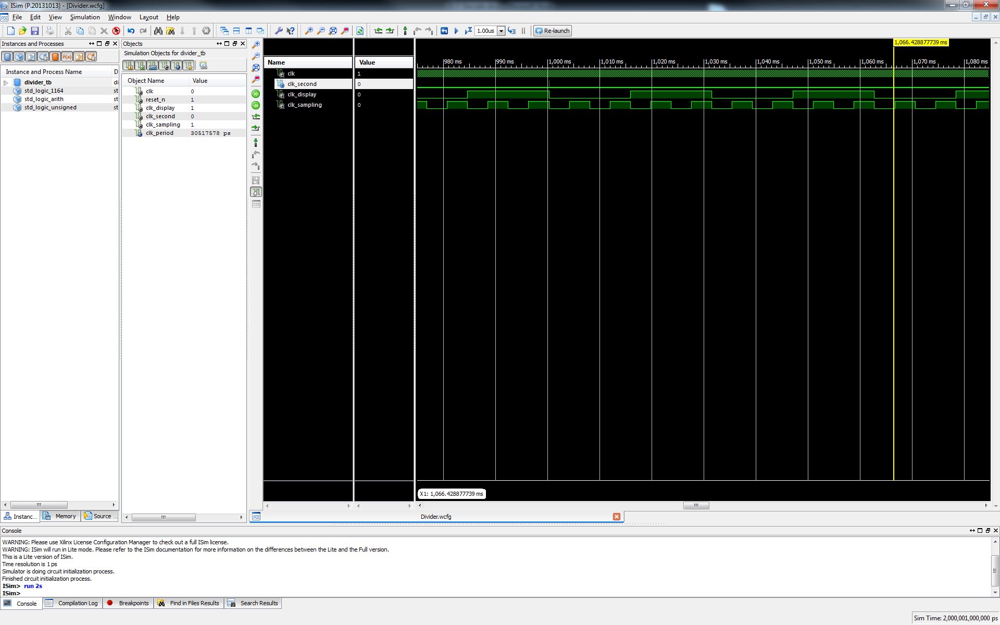 ISim (P.20131013) - [Divider.wcfg]
File Edit View Simulation Window Layout Help
1.00us Re-launch
Instances and Processes
Instance and Process Name D
divider_tb di
std_logic_1164 st
std_logic_arith st
std_logic_unsigned st
Instanc... Memory Source ...
Objects
Simulation Objects for divider_tb
Object Name Value
clk 0
reset_n 1
clk_display 1
clk_second 0
clk_sampling 1
clk_period 30517578 ps
Name Value
clk 1
clk_second 0
clk_display 0
clk_sampling 0
1,066.428877739 ms
980 ms 990 ms 1,000 ms 1,010 ms 1,020 ms 1,030 ms 1,040 ms 1,050 ms 1,060 ms 1,070 ms 1,080 ms
X1: 1,066.428877739 ms
Divider.wcfg
Console
WARNING: Please use Xilinx License Configuration Manager to check out a full ISim license.
WARNING: ISim will run in Lite mode. Please refer to the ISim documentation for more information on the differences between the Lite and the Full version.
This is a Lite version of ISim.
Time resolution is 1 ps
Simulator is doing circuit initialization process.
Finished circuit initialization process.
ISim> run 2s
ISim>
Console Compilation Log Breakpoints Find in Files Results Search Results
Sim Time: 2,000,001,000,000 ps